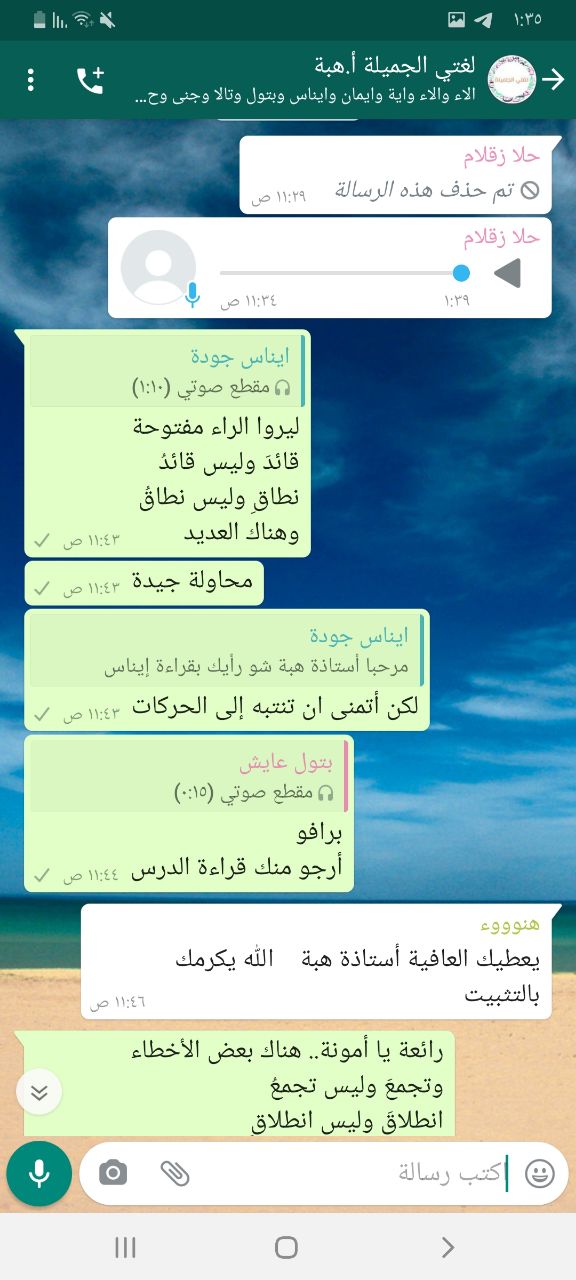 ١:٣٥
لغتي الجميلة أ.هبة
الاء والاء واية وايمان وايناس وبتول وتالا وجنى وح...
حلا زقلام
تم حذف هذه الرسالة
١١:٢٩ ص
حلا زقلام
١:٣٩
١١:٣٤ ص
ايناس جودة
مقطع صوتي (١:١٠)
ليروا الراء مفتوحة
قائدَ وليس قائدُ
نطاقِ وليس نطاقُ
وهناك العديد
١١:٤٣ ص
محاولة جيدة
١١:٤٣ ص
ايناس جودة
مرحبا أستاذة هبة شو رأيك بقراءة إيناس
لكن أتمنى ان تنتبه إلى الحركات
١١:٤٣ ص
بتول عايش
مقطع صوتي (٠:١٥)
برافو
أرجو منك قراءة الدرس
١١:٤٤ ص
هنوووء
يعطيك العافية أستاذة هبة الله يكرمك
بالتثبيت
١١:٤٦ ص
رائعة يا أمونة.. هناك بعض الأخطاء
وتجمعَ وليس تجمعُ
انطلاقَ وليس انطلاقِ
اكتب رسالة